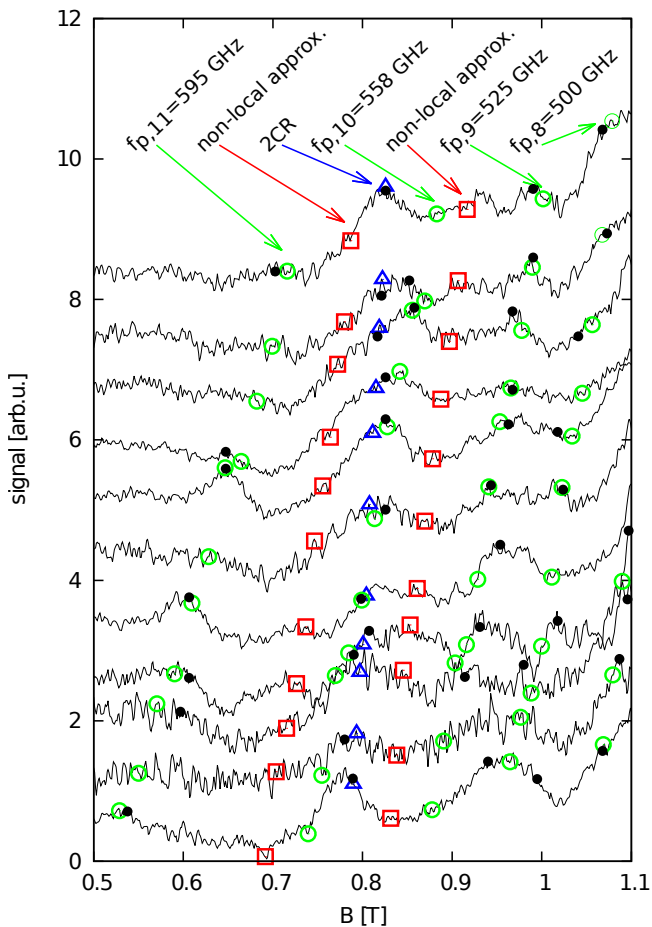 12
10
8
6
4
2
0
signal [arb.u.]
fp,11=595 GHz
non-local approx.
2CR
fp,10=558 GHz
non-local approx.
fp,9=525 GHz
fp,8=500 GHz
0.5 0.6 0.7 0.8 0.9 1 1.1
B [T]